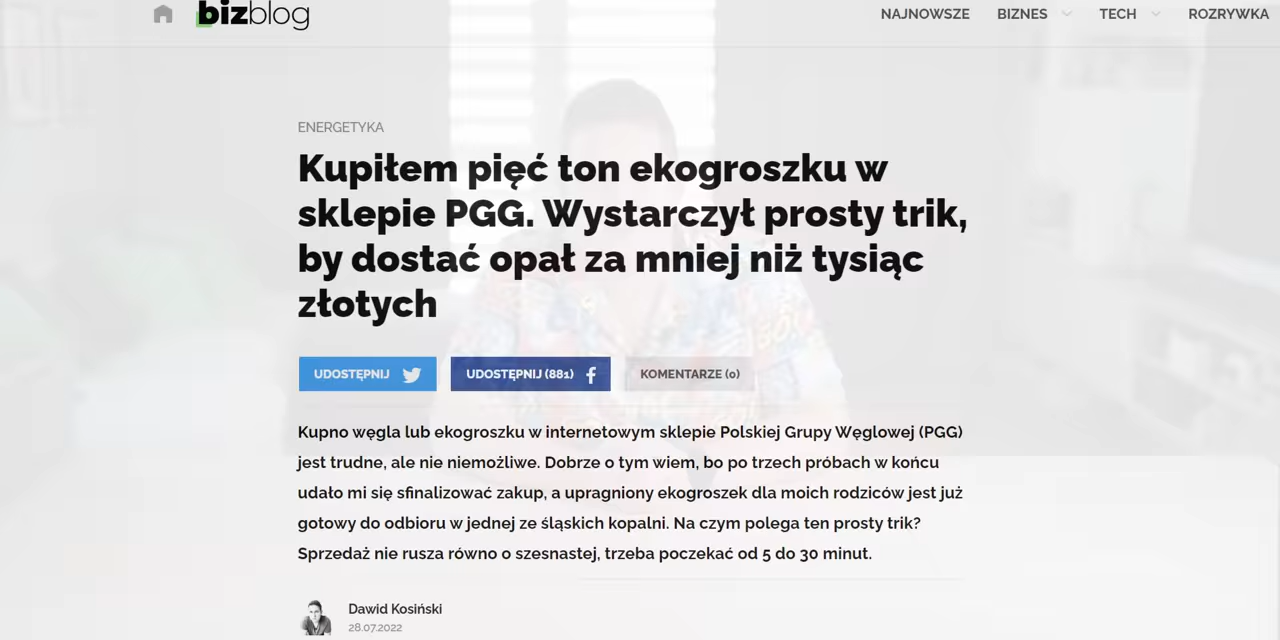 bizblog
NAJNOWSZE BIZNES TECH ROZRYWKA
ENERGETYKA
Kupiłem pięć ton ekogroszku w
sklepie PGG. Wystarczył prosty trik,
by dostać opał za mniej niż tysiąc
złotych
UDOSTĘPNIJ UDOSTĘPNIJ (881) KOMENTARZE (0)
Kupno węgla lub ekogroszku w internetowym sklepie Polskiej Grupy Węglowej (PGG)
jest trudne, ale nie niemożliwe. Dobrze o tym wiem, bo po trzech próbach w końcu
udało mi się sfinalizować zakup, a upragniony ekogroszek dla moich rodziców jest już
gotowy do odbioru w jednej ze śląskich kopalni. Na czym polega ten prosty trik?
Sprzedaż nie rusza równo o szesnastej, trzeba poczekać od 5 do 30 minut.
Dawid Kosiński
28.07.2022